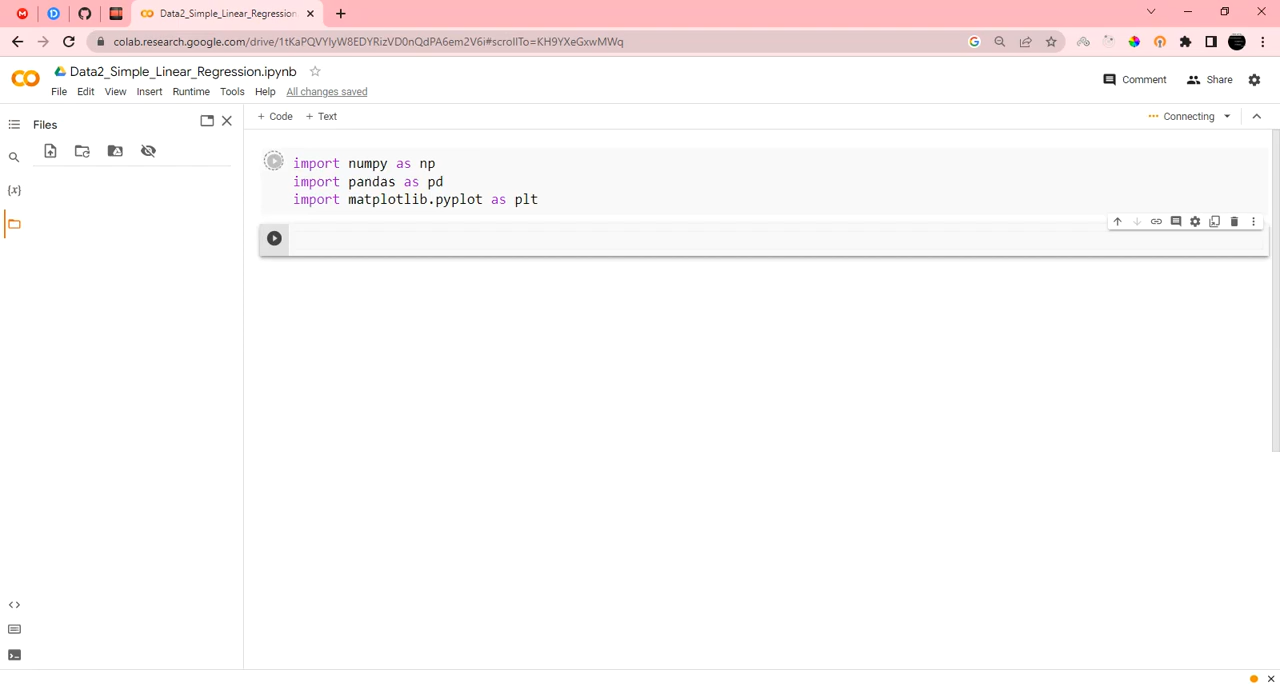 Data2_Simple_Linear_Regression.
colab.research.google.com/drive/1tKaPQVYlyW8EDYRizVD0nQdPA6em2V6i#scrollTo=KH9YXeGxwMWq
Data2_Simple_Linear_Regression.ipynb
File Edit View Insert Runtime Tools Help All changes saved
Comment Share
Files
+ Code + Text
Connecting
{x}
import numpy as np
import pandas as pd
import matplotlib.pyplot as plt